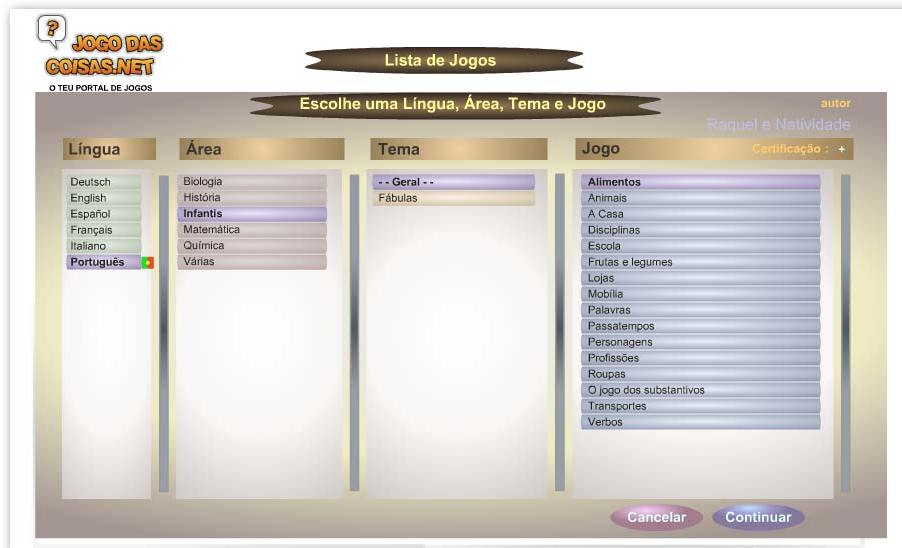 ?
JOGO DAS
COISAS.NET
O TEU PORTAL DE JOGOS
Lista de Jogos
Escolhe uma Língua, Área, Tema e Jogo
autor
Raquel e Natividade
Língua
Área
Tema
Jogo
Certificação : +
Deutsch
English
Español
Français
Italiano
Português
Biologia
História
Infantis
Matemática
Química
Várias
- - Geral - -
Fábulas
Alimentos
Animais
A Casa
Disciplinas
Escola
Frutas e legumes
Lojas
Mobília
Palavras
Passatempos
Personagens
Profissões
Roupas
O jogo dos substantivos
Transportes
Verbos
Cancelar
Continuar